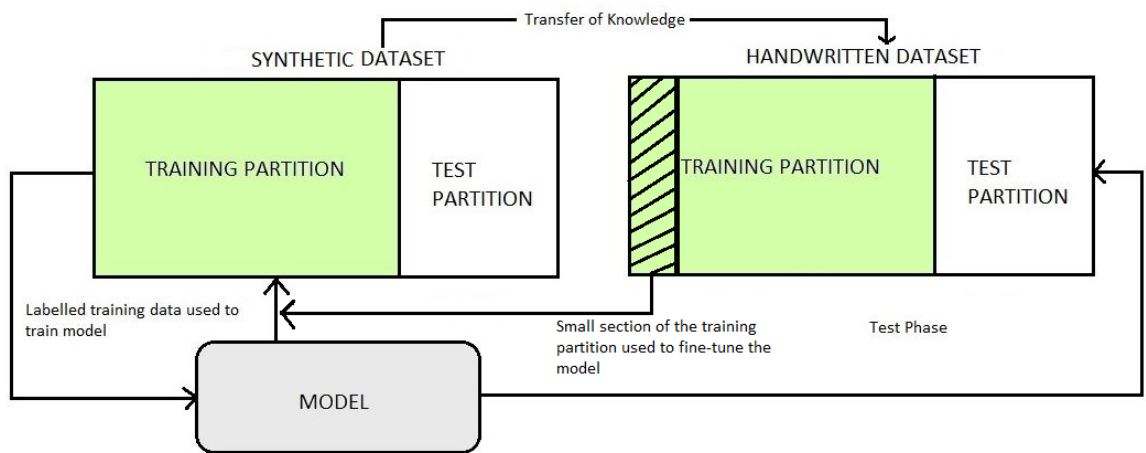 Transfer of Knowledge
SYNTHETIC DATASET
HANDWRITTEN DATASET
TRAINING PARTITION
TEST
PARTITION
TRAINING PARTITION
TEST
PARTITION
Labelled training data used to
train model
Small section of the training
partition used to fine-tune the
model
Test Phase
MODEL